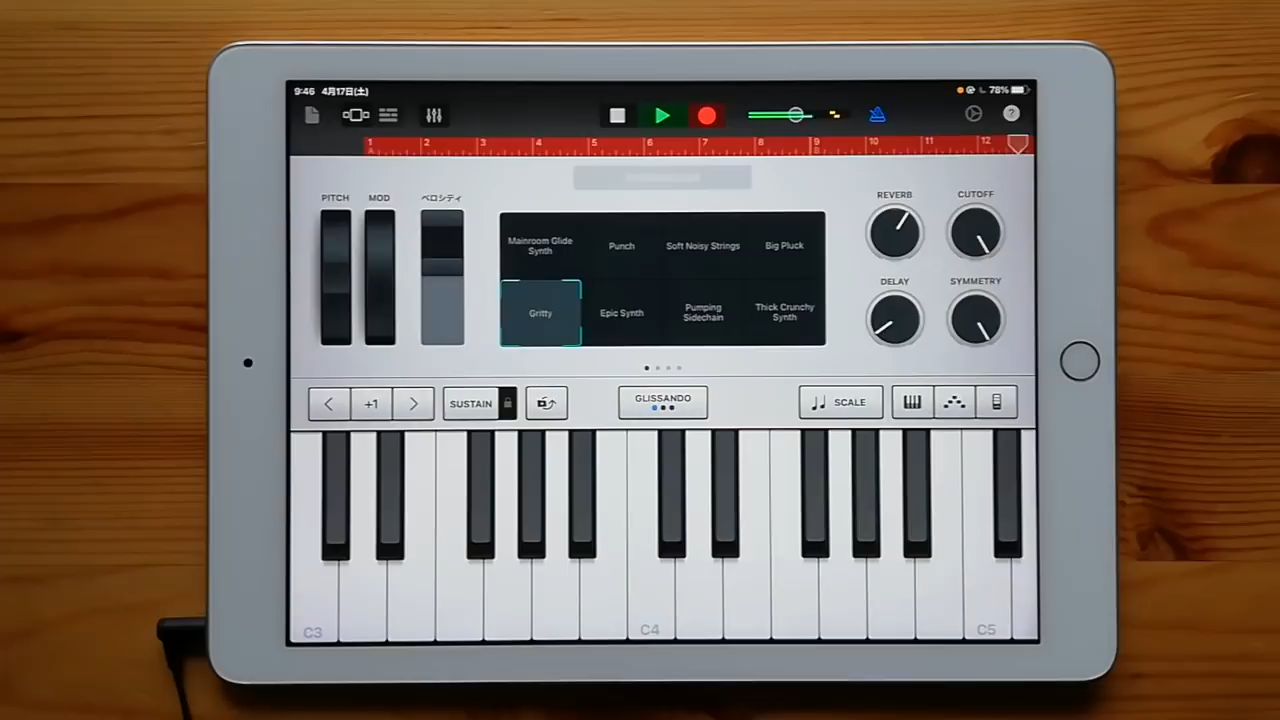 9:46 4月17日(土)
78%
?
1 2 3 4 5 6 7 8 9 10 11 12
A B
PITCH MOD ベロシティ
REVERB CUTOFF
Mainroom Glide
Synth
Punch
Soft Noisy Strings
Big Pluck
DELAY SYMMETRY
Gritty
Epic Synth
Pumping
Sidechain
Thick Crunchy
Synth
+1
SUSTAIN
GLISSANDO
SCALE
C3 C4 C5